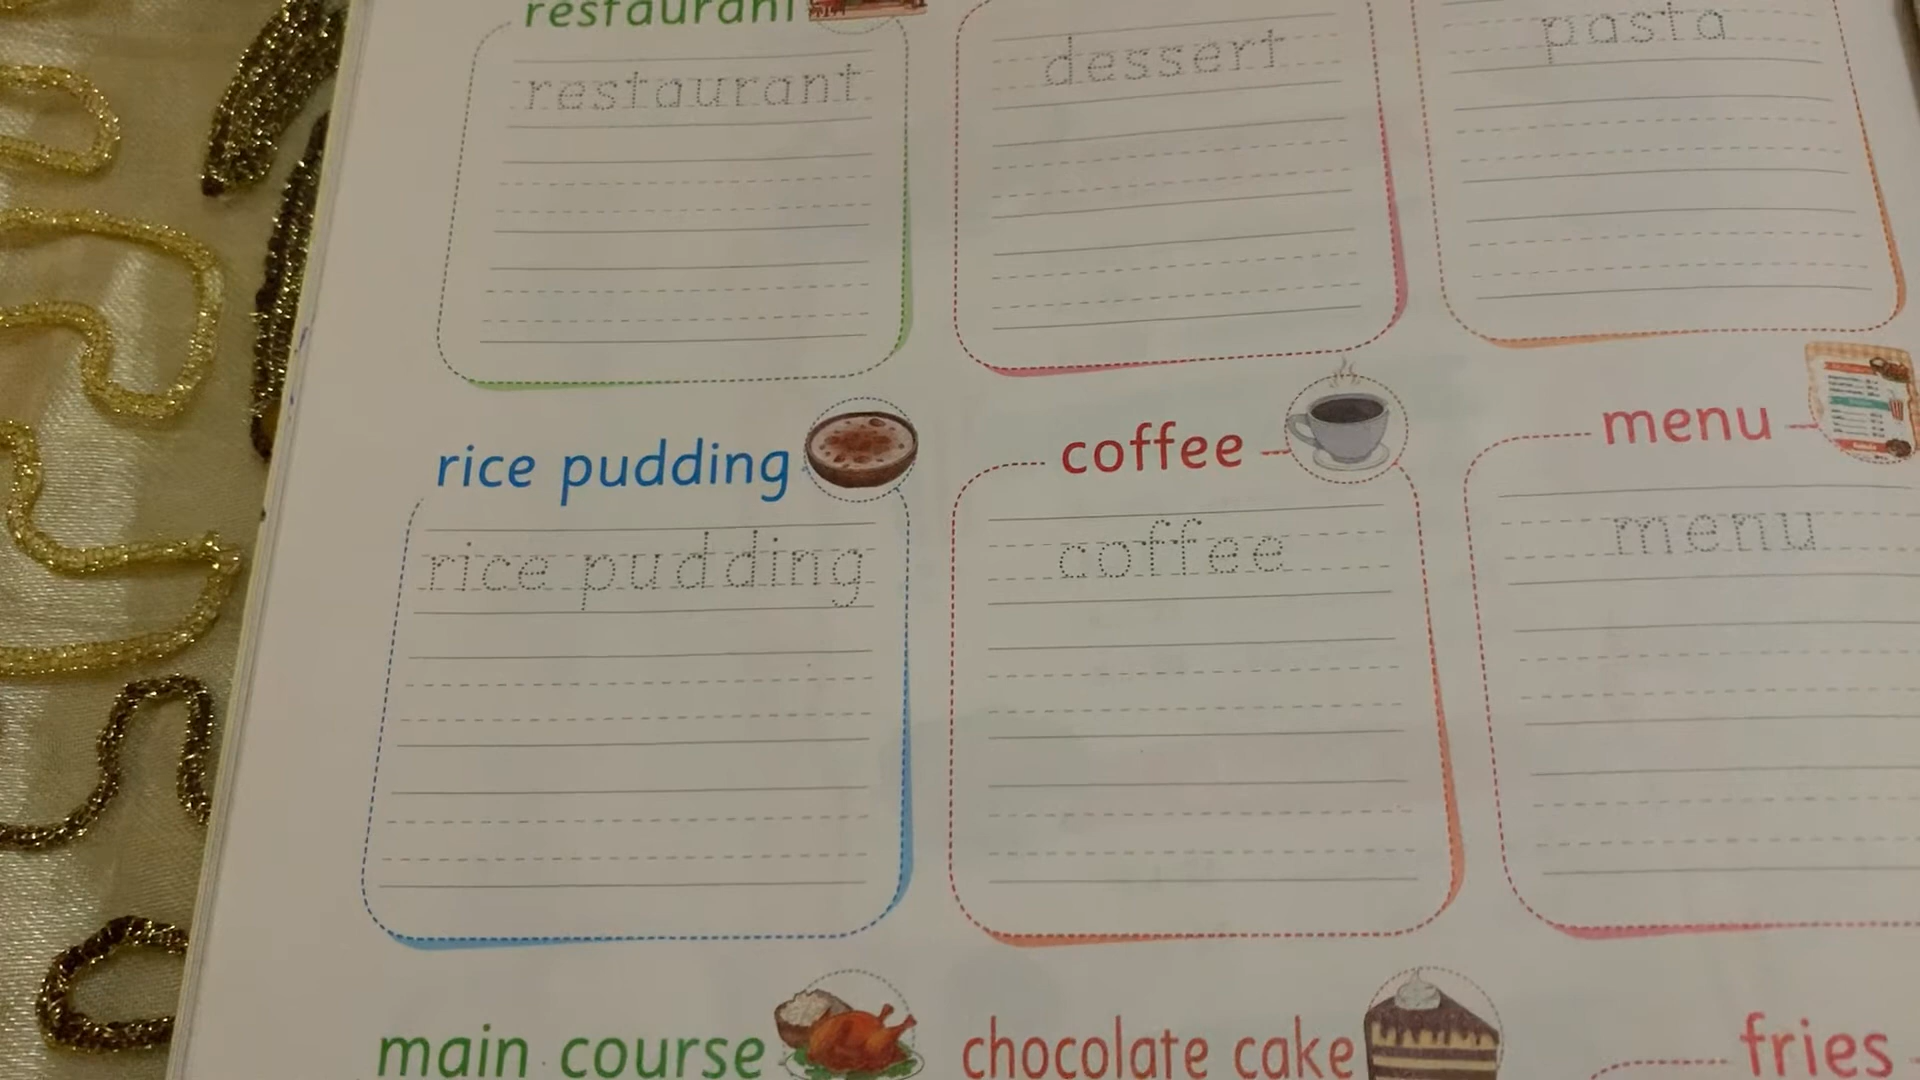 restaurant
restaurant
dessert
pasta
rice pudding
coffee
menu
rice pudding
coffee
menu
main course
chocolate cake
fries